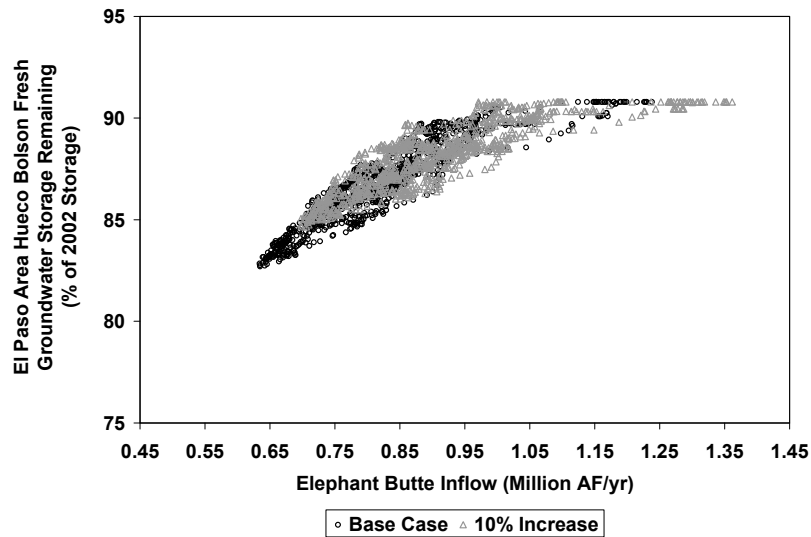 El Paso Area Hueco Bolson Fresh
Groundwater Storage Remaining
(% of 2002 Storage)
95
90
85
80
75
0.45 0.55 0.65 0.75 0.85 0.95 1.05 1.15 1.25 1.35 1.45
Elephant Butte Inflow (Million AF/yr)
Base Case 10% Increase